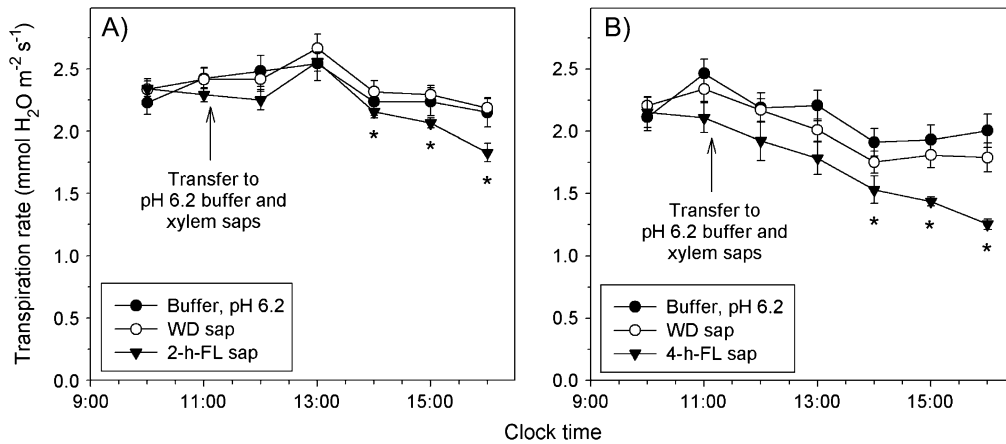 A)
B)
Transpiration rate (mmol H₂O m⁻² s⁻¹)
2.5
2.0
1.5
1.0
0.5
0.0
2.5
2.0
1.5
1.0
0.5
0.0
Transfer to
pH 6.2 buffer and
xylem saps
*
*
*
Transfer to
pH 6.2 buffer and
xylem saps
*
*
*
Buffer, pH 6.2
WD sap
2-h-FL sap
Buffer, pH 6.2
WD sap
4-h-FL sap
9:00 11:00 13:00 15:00
9:00 11:00 13:00 15:00
Clock time